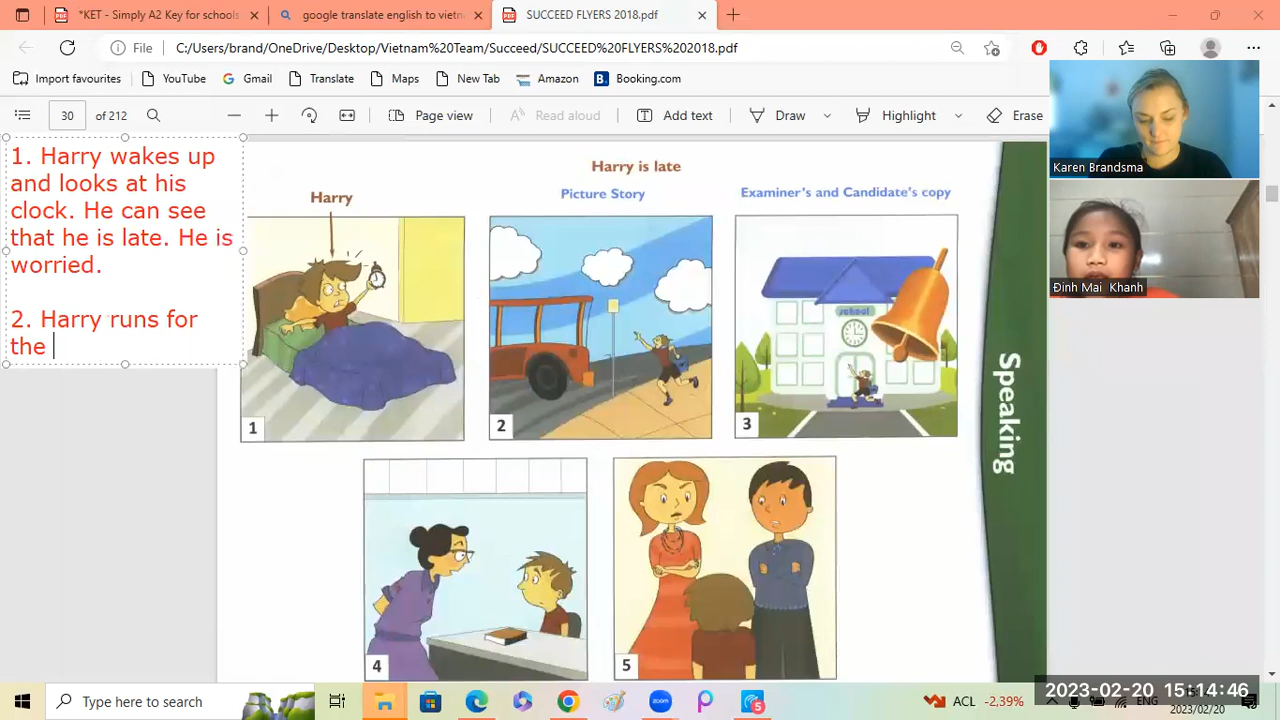 "KET - Simply A2 Key for schools
google translate english to vietn
SUCCEED FLYERS 2018.pdf
File
C:/Users/brand/OneDrive/Desktop/Vietnam%20Team/Succeed/SUCCEED%20FLYERS%202018.pdf
Import favourites
YouTube
Gmail
Translate
Maps
New Tab
Amazon
B.
Booking.com
30 of 212
Page view
Read aloud
Add text
Draw
Highlight
Erase
1. Harry wakes up
and looks at his
clock. He can see
that he is late. He is
worried.
2. Harry runs for
the
Harry is late
Harry
Picture Story
Examiner's and Candidate's copy
school
1
2
3
4
5
Speaking
Karen Brandsma
Đinh Mai Khanh
Type here to search
zoom
P
5
ACL -2,39%
ENG
2023-02-20 15:14:46
2023/02/20